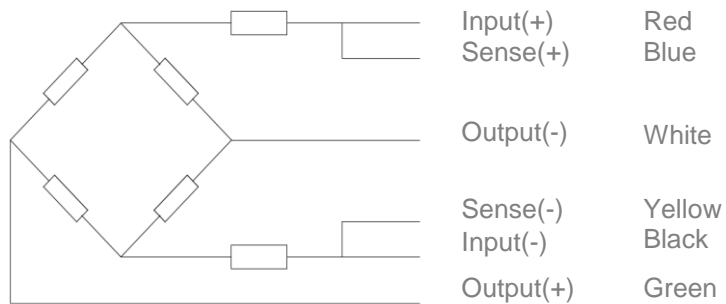 Input(+) Red
Sense(+) Blue
Output(-) White
Sense(-) Yellow
Input(-) Black
Output(+) Green